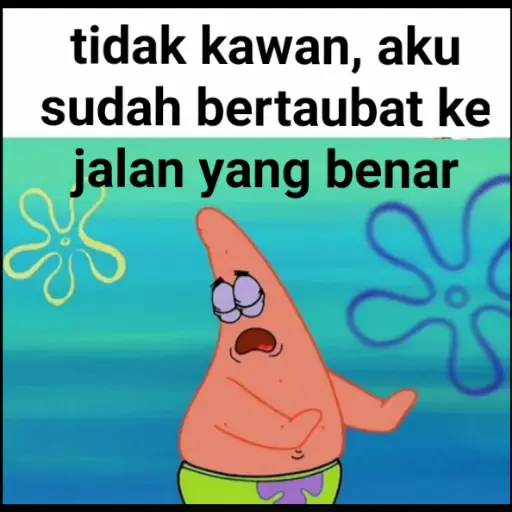 tidak kawan, aku
sudah bertaubat ke
jalan yang benar